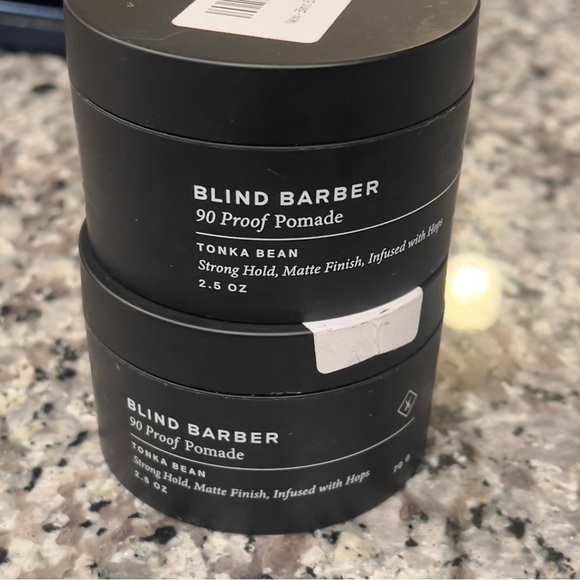 BLIND BARBER
90 Proof Pomade
TONKA BEAN
Strong Hold, Matte Finish, Infused with Hops
2.5 OZ
BLIND BARBER
90 Proof Pomade
TONKA BEAN
Strong Hold, Matte Finish, Infused with Hops
2.5 OZ
70 G